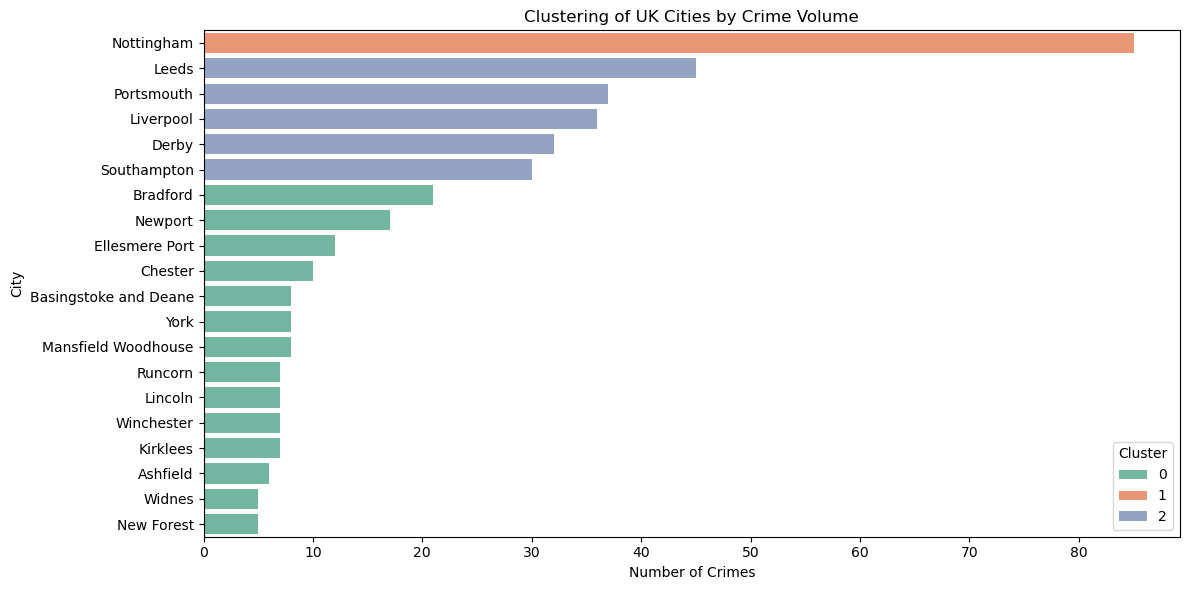 Clustering of UK Cities by Crime Volume
City
Nottingham
Leeds
Portsmouth
Liverpool
Derby
Southampton
Bradford
Newport
Ellesmere Port
Chester
Basingstoke and Deane
York
Mansfield Woodhouse
Runcorn
Lincoln
Winchester
Kirklees
Ashfield
Widnes
New Forest
Cluster
0
1
2
0 10 20 30 40 50 60 70 80
Number of Crimes